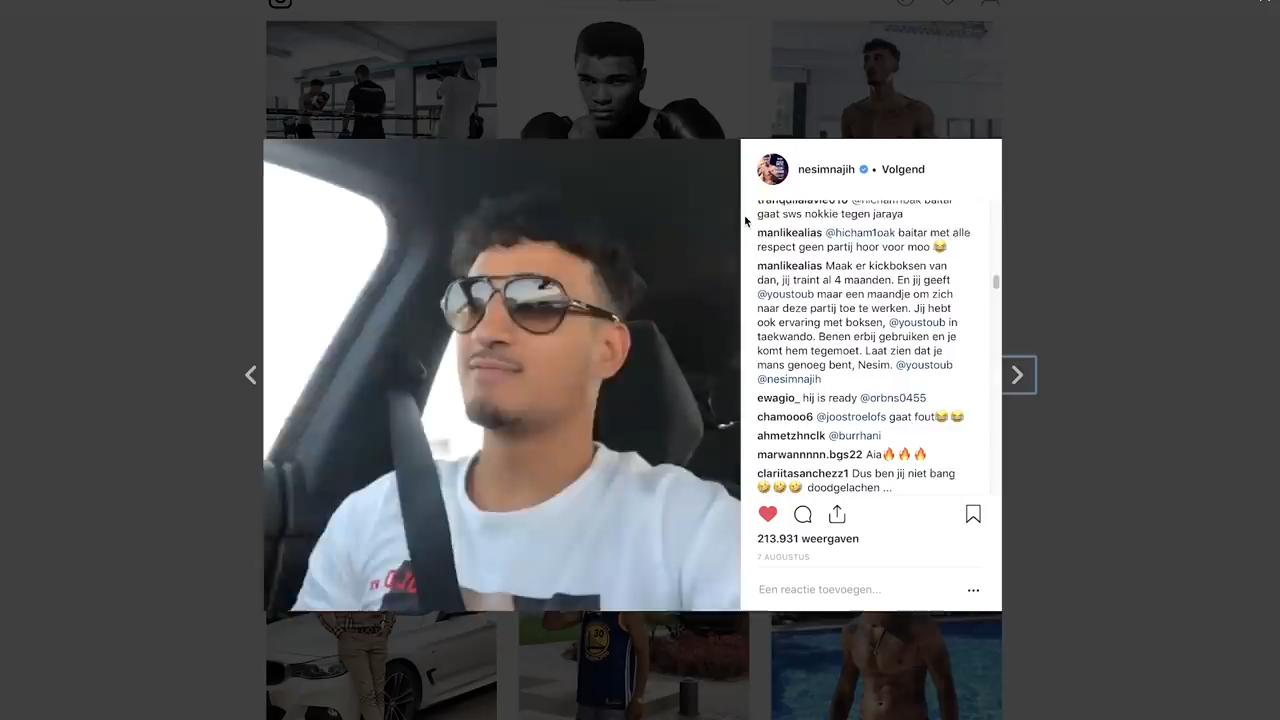 nesimnajih • Volgend
tranquilalavie010 @hicham1oak baitar
gaat sws nokkie tegen jaraya
manlikealias @hicham1oak baitar met alle
respect geen partij hoor voor moo 😂
manlikealias Maak er kickboksen van
dan, jij traint al 4 maanden. En jij geeft
@youstoub maar een maandje om zich
naar deze partij toe te werken. Jij hebt
ook ervaring met boksen, @youstoub in
taekwando. Benen erbij gebruiken en je
komt hem tegemoet. Laat zien dat je
mans genoeg bent, Nesim. @youstoub
@nesimnajih
ewagio_ hij is ready @orbns0455
chamooo6 @joostroelofs gaat fout😂😂
ahmetzhnclk @burrhani
marwannnnn.bgs22 Aia🔥🔥🔥
clariitasanchezz1 Dus ben jij niet bang
🤣🤣🤣 doodgelachen ...
213.931 weergaven
7 AUGUSTUS
Een reactie toevoegen...
30